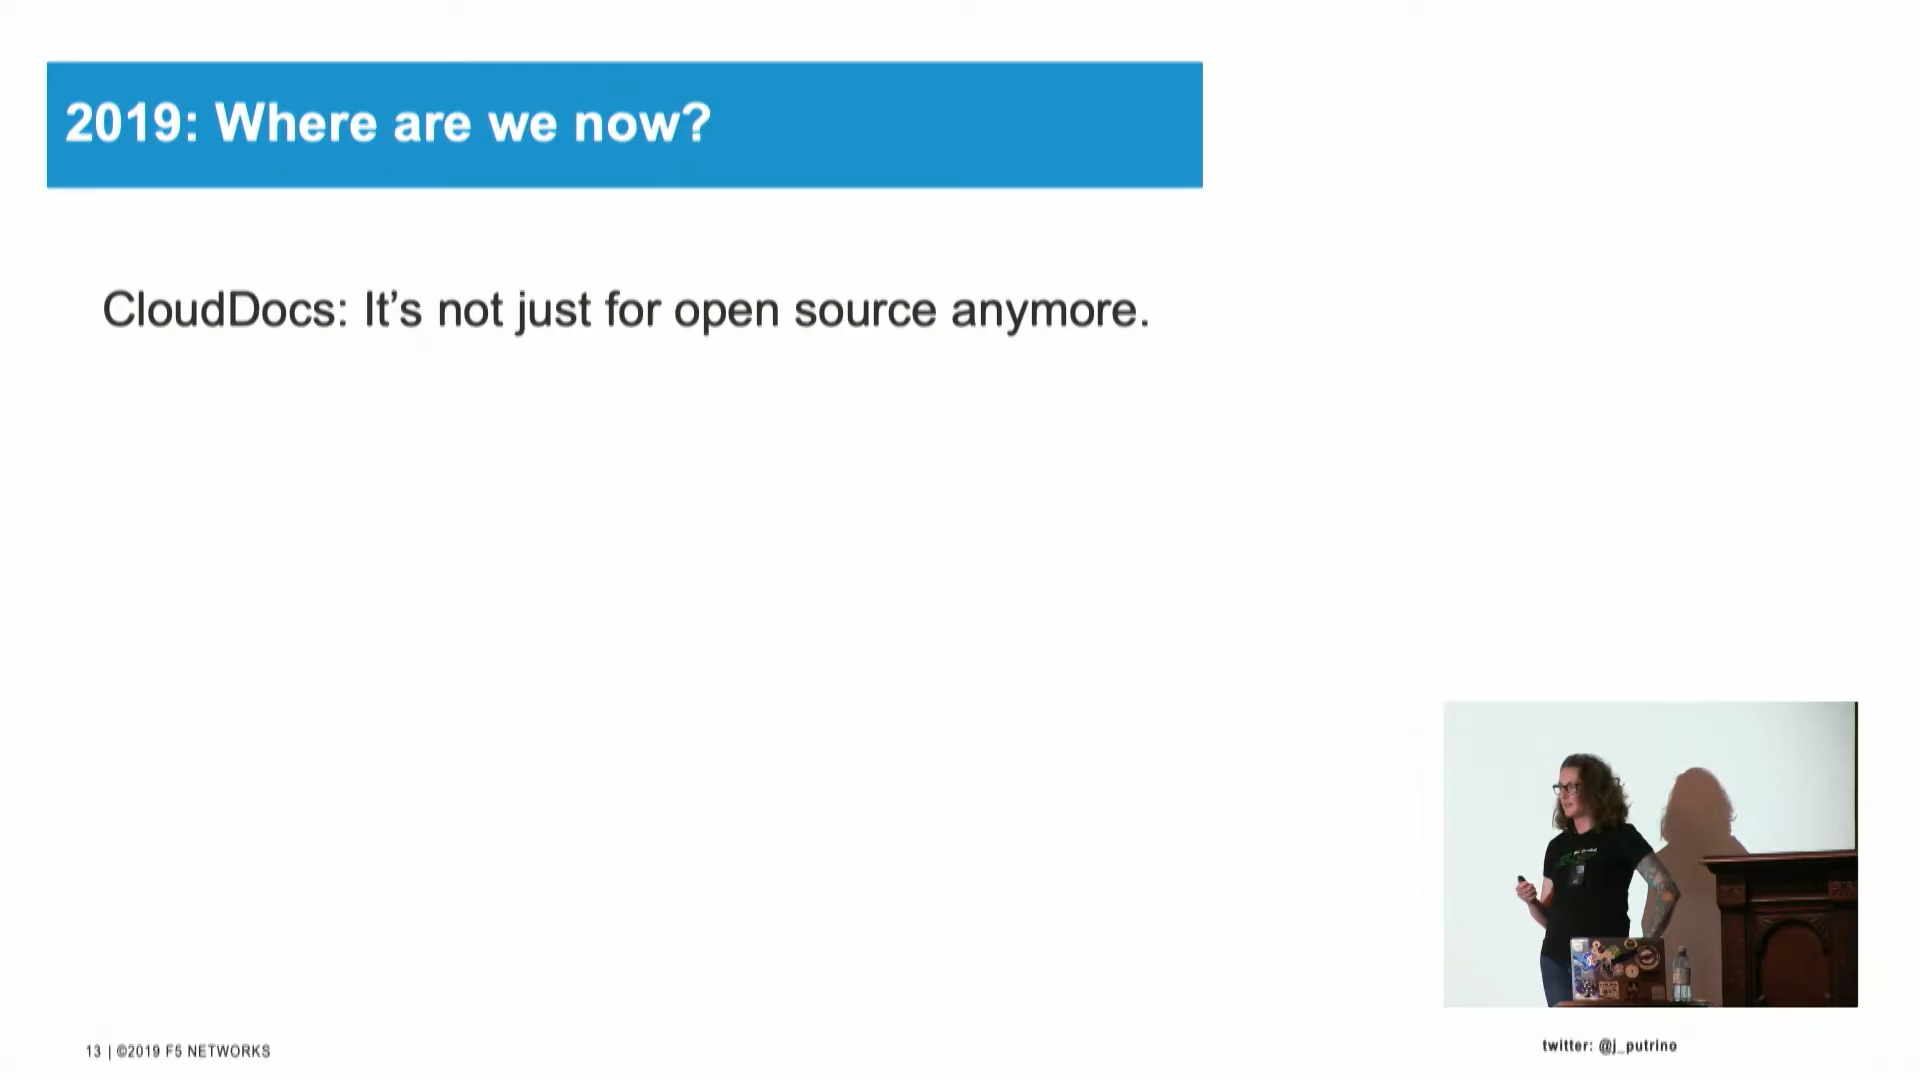 2019: Where are we now?
CloudDocs: It's not just for open source anymore.
13 | ©2019 F5 NETWORKS
twitter: @j_putrino